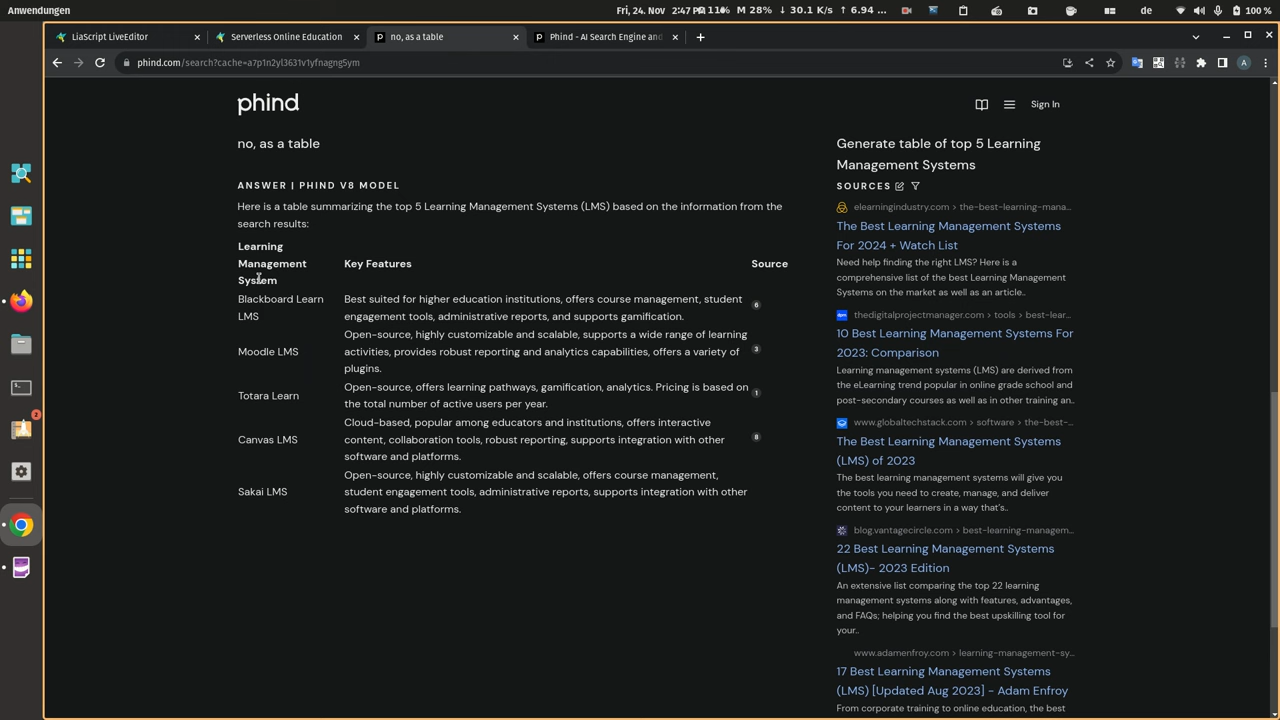 Anwendungen
Fri, 24. Nov 2:47 PM
M 28% ↓ 30.1 K/s ↑ 6.94 ...
de
100 %
LiaScript LiveEditor
Serverless Online Education
no, as a table
Phind - AI Search Engine and
phind.com/search?cache=a7p1n2yl3631v1yfnagng5ym
A
phind
Sign In
no, as a table
ANSWER | PHIND V8 MODEL
Here is a table summarizing the top 5 Learning Management Systems (LMS) based on the information from the
search results:
Learning
Management
System
Key Features
Source
Blackboard Learn
LMS
Best suited for higher education institutions, offers course management, student
engagement tools, administrative reports, and supports gamification.
6
Moodle LMS
Open-source, highly customizable and scalable, supports a wide range of learning
activities, provides robust reporting and analytics capabilities, offers a variety of
plugins.
3
Totara Learn
Open-source, offers learning pathways, gamification, analytics. Pricing is based on
the total number of active users per year.
1
Canvas LMS
Cloud-based, popular among educators and institutions, offers interactive
content, collaboration tools, robust reporting, supports integration with other
software and platforms.
8
Sakai LMS
Open-source, highly customizable and scalable, offers course management,
student engagement tools, administrative reports, supports integration with other
software and platforms.
Generate table of top 5 Learning
Management Systems
SOURCES
elearningindustry.com > the-best-learning-mana...
The Best Learning Management Systems
For 2024 + Watch List
Need help finding the right LMS? Here is a
comprehensive list of the best Learning Management
Systems on the market as well as an article..
thedigitalprojectmanager.com > tools > best-lear...
10 Best Learning Management Systems For
2023: Comparison
Learning management systems (LMS) are derived from
the eLearning trend popular in online grade school and
post-secondary courses as well as in other training an..
www.globaltechstack.com > software > the-best-...
The Best Learning Management Systems
(LMS) of 2023
The best learning management systems will give you
the tools you need to create, manage, and deliver
content to your learners in a way that's..
blog.vantagecircle.com > best-learning-managem...
22 Best Learning Management Systems
(LMS)- 2023 Edition
An extensive list comparing the top 22 learning
management systems along with features, advantages,
and FAQs; helping you find the best upskilling tool for
your..
www.adamenfroy.com > learning-management-sy...
17 Best Learning Management Systems
(LMS) [Updated Aug 2023] - Adam Enfroy
From corporate training to online education, the best
2